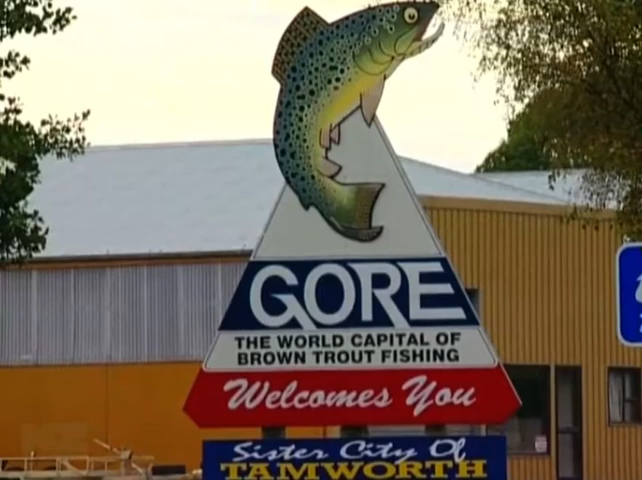 GORE
THE WORLD CAPITAL OF
BROWN TROUT FISHING
Welcomes You
Sister City Of
TAMWORTH